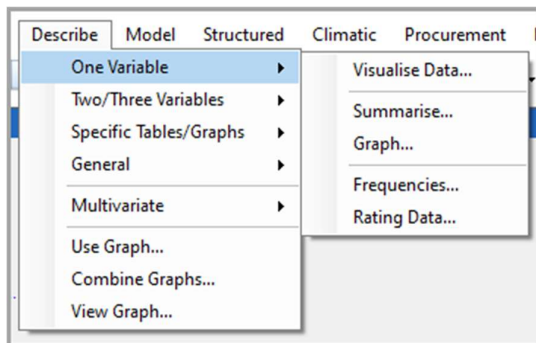 Describe Model Structured Climatic Procurement
One Variable
Two/Three Variables
Specific Tables/Graphs
General
Multivariate
Use Graph...
Combine Graphs...
View Graph...
Visualise Data...
Summarise...
Graph...
Frequencies...
Rating Data...